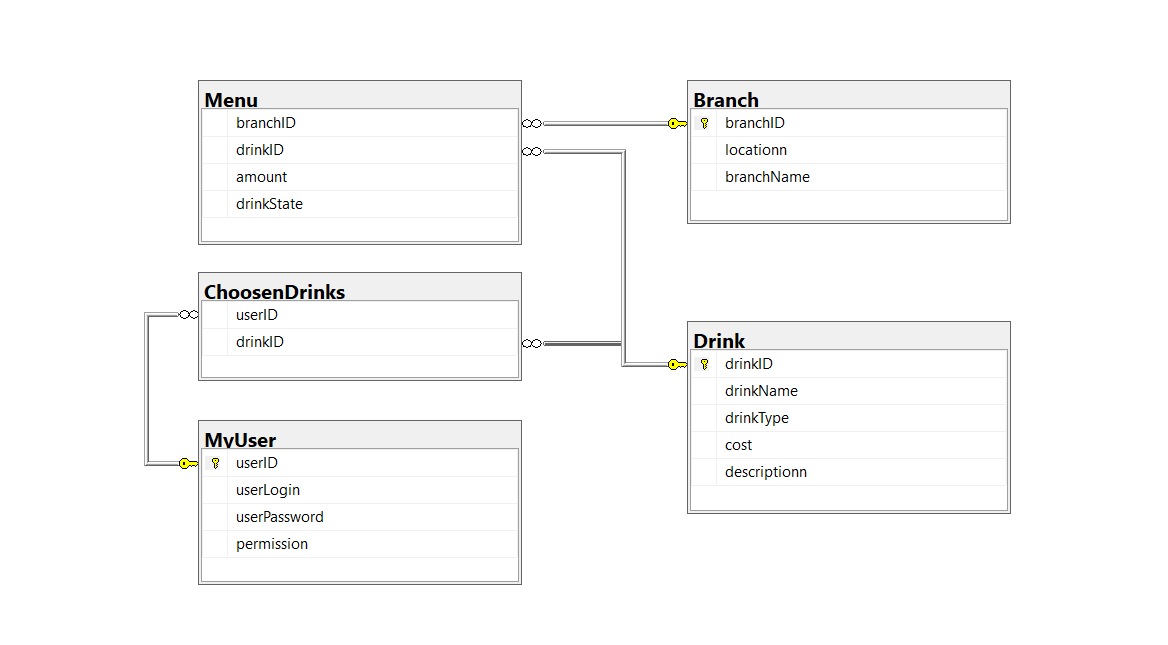 Menu
branchID
drinkID
amount
drinkState
Branch
branchID
locationn
branchName
ChoosenDrinks
userID
drinkID
Drink
drinkID
drinkName
drinkType
cost
descriptionn
MyUser
userID
userLogin
userPassword
permission